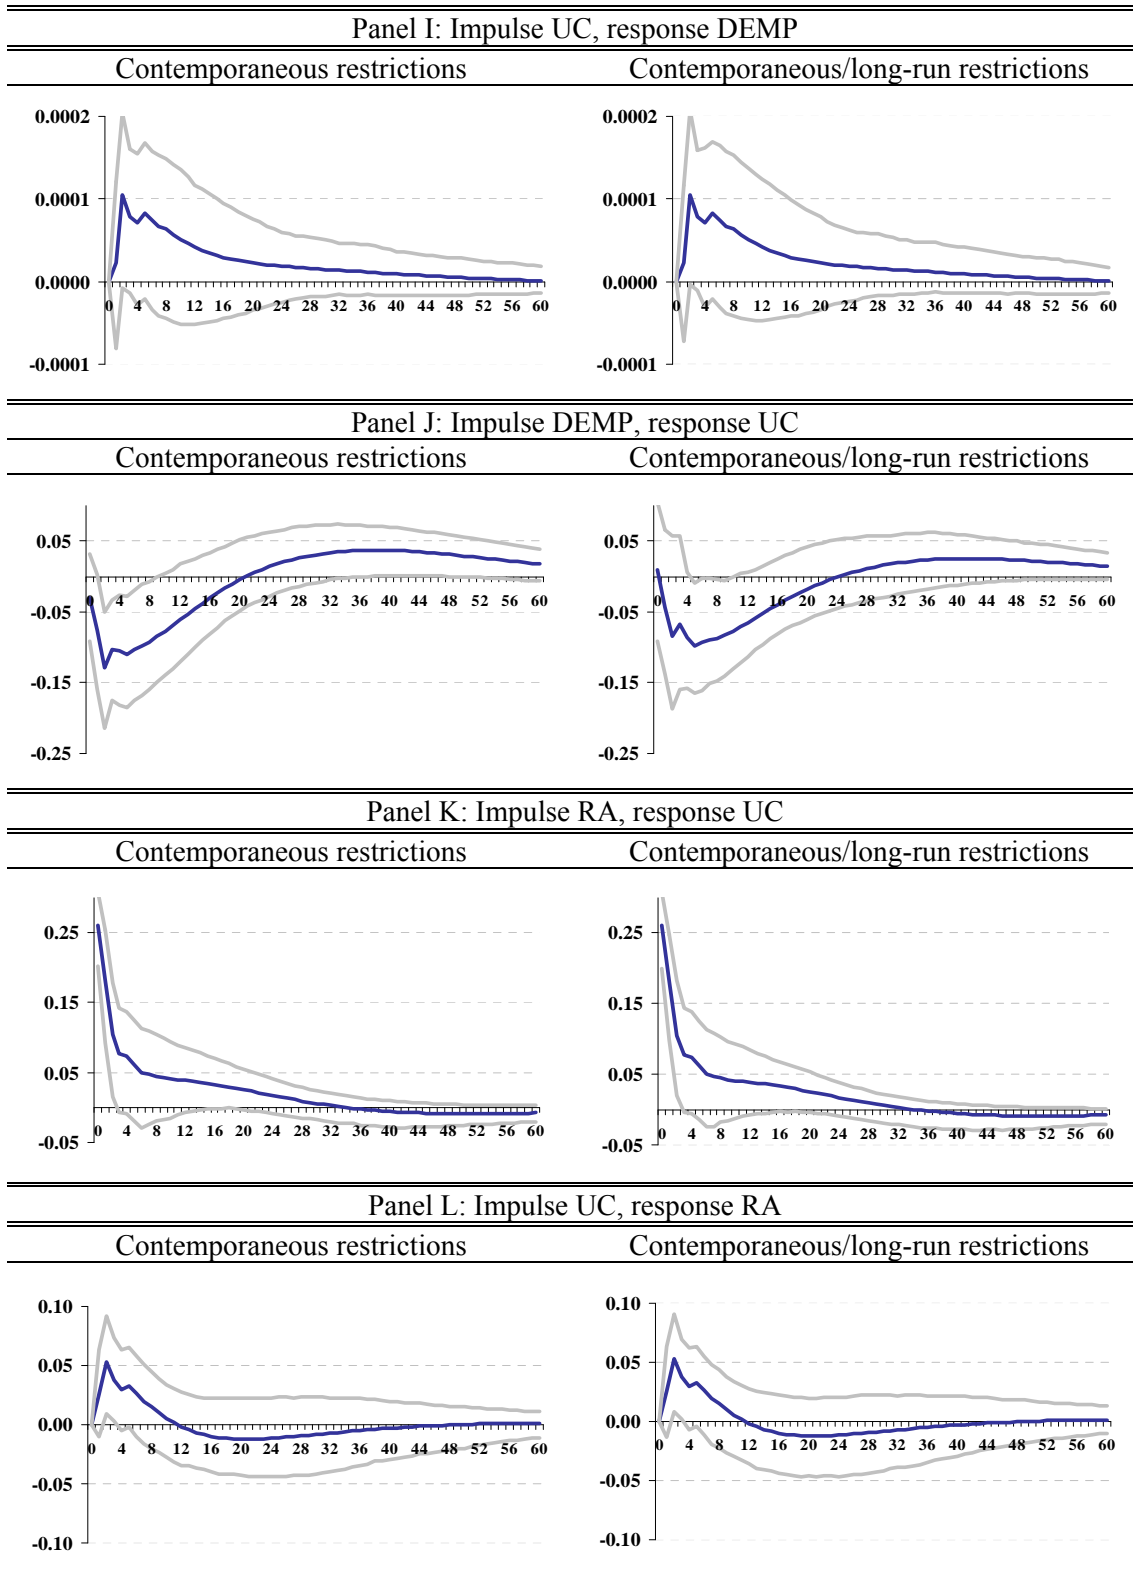 Panel I: Impulse UC, response DEMP
Contemporaneous restrictions Contemporaneous/long-run restrictions
0.0002
0.0001
0.0000
-0.0001
0 4 8 12 16 20 24 28 32 36 40 44 48 52 56 60
0.0002
0.0001
0.0000
-0.0001
0 4 8 12 16 20 24 28 32 36 40 44 48 52 56 60
Panel J: Impulse DEMP, response UC
Contemporaneous restrictions Contemporaneous/long-run restrictions
0.05
-0.05
-0.15
-0.25
0 4 8 12 16 20 24 28 32 36 40 44 48 52 56 60
0.05
-0.05
-0.15
-0.25
0 4 8 12 16 20 24 28 32 36 40 44 48 52 56 60
Panel K: Impulse RA, response UC
Contemporaneous restrictions Contemporaneous/long-run restrictions
0.25
0.15
0.05
-0.05
0 4 8 12 16 20 24 28 32 36 40 44 48 52 56 60
0.25
0.15
0.05
-0.05
0 4 8 12 16 20 24 28 32 36 40 44 48 52 56 60
Panel L: Impulse UC, response RA
Contemporaneous restrictions Contemporaneous/long-run restrictions
0.10
0.05
0.00
-0.05
-0.10
0 4 8 12 16 20 24 28 32 36 40 44 48 52 56 60
0.10
0.05
0.00
-0.05
-0.10
0 4 8 12 16 20 24 28 32 36 40 44 48 52 56 60